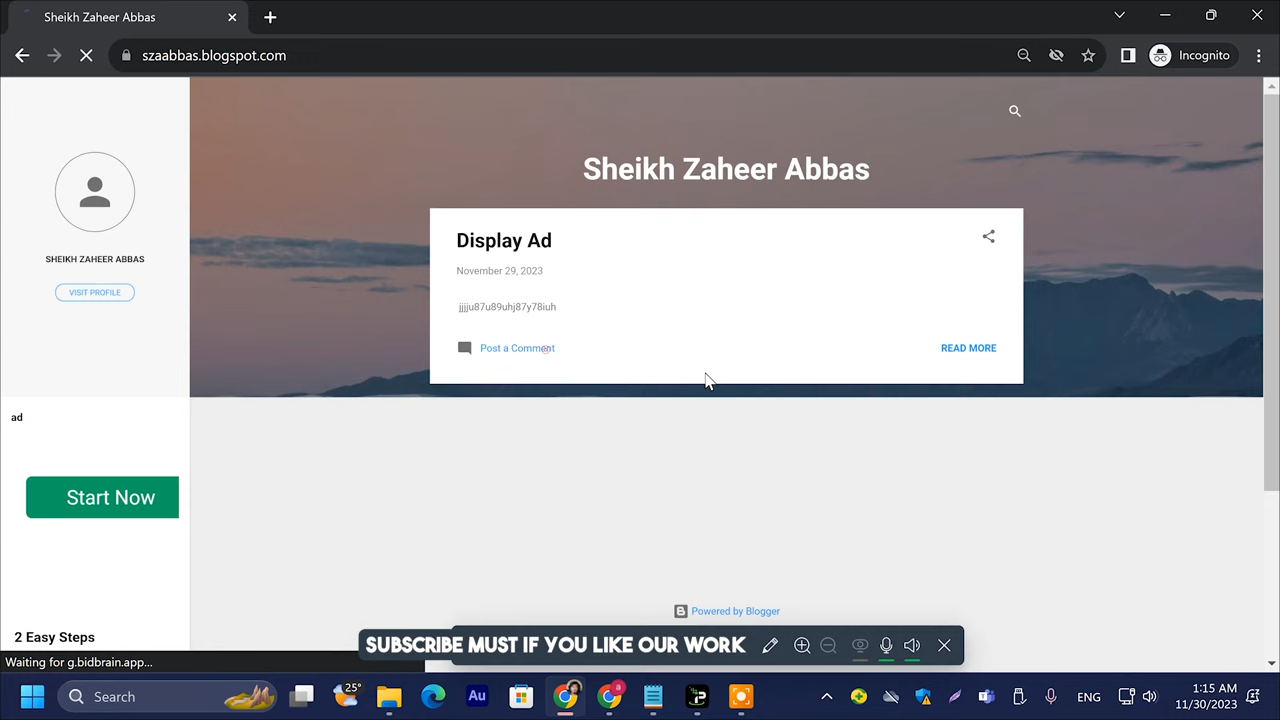 Sheikh Zaheer Abbas
szaabbas.blogspot.com
Incognito
Sheikh Zaheer Abbas
SHEIKH ZAHEER ABBAS
VISIT PROFILE
Display Ad
November 29, 2023
jjjju87u89uhj87y78iuh
Post a Comment
READ MORE
ad
Start Now
2 Easy Steps
Powered by Blogger
SUBSCRIBE MUST IF YOU LIKE OUR WORK
Waiting for g.bidbrain.app...
Search
Au
25°
a
ENG
1:15 AM
11/30/2023